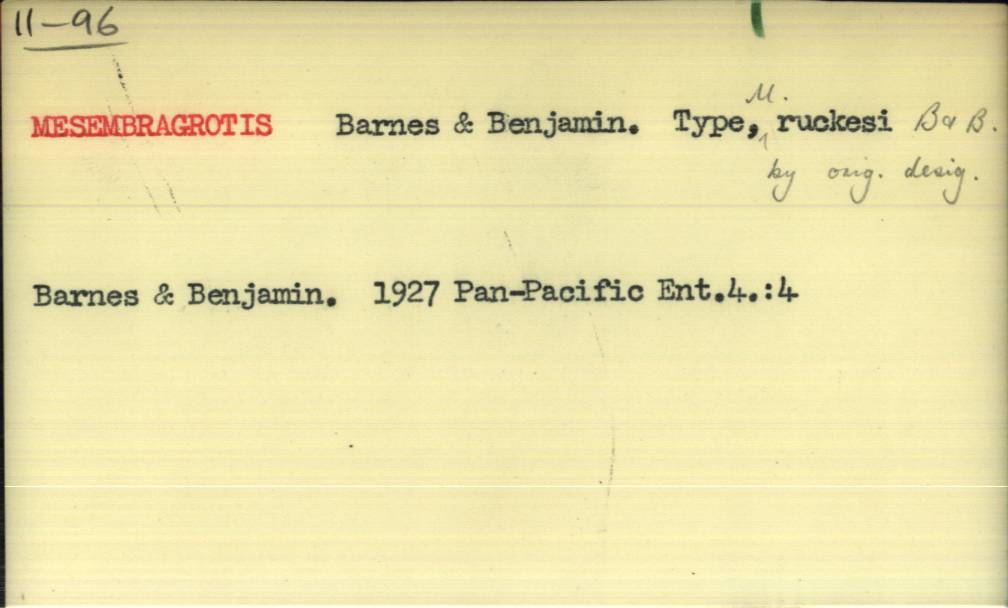 11-96
MESEMBRAGROTIS Barnes & Benjamin. Type, M. ruckesi B & B.
by orig. desig.
Barnes & Benjamin. 1927 Pan-Pacific Ent.4.:4